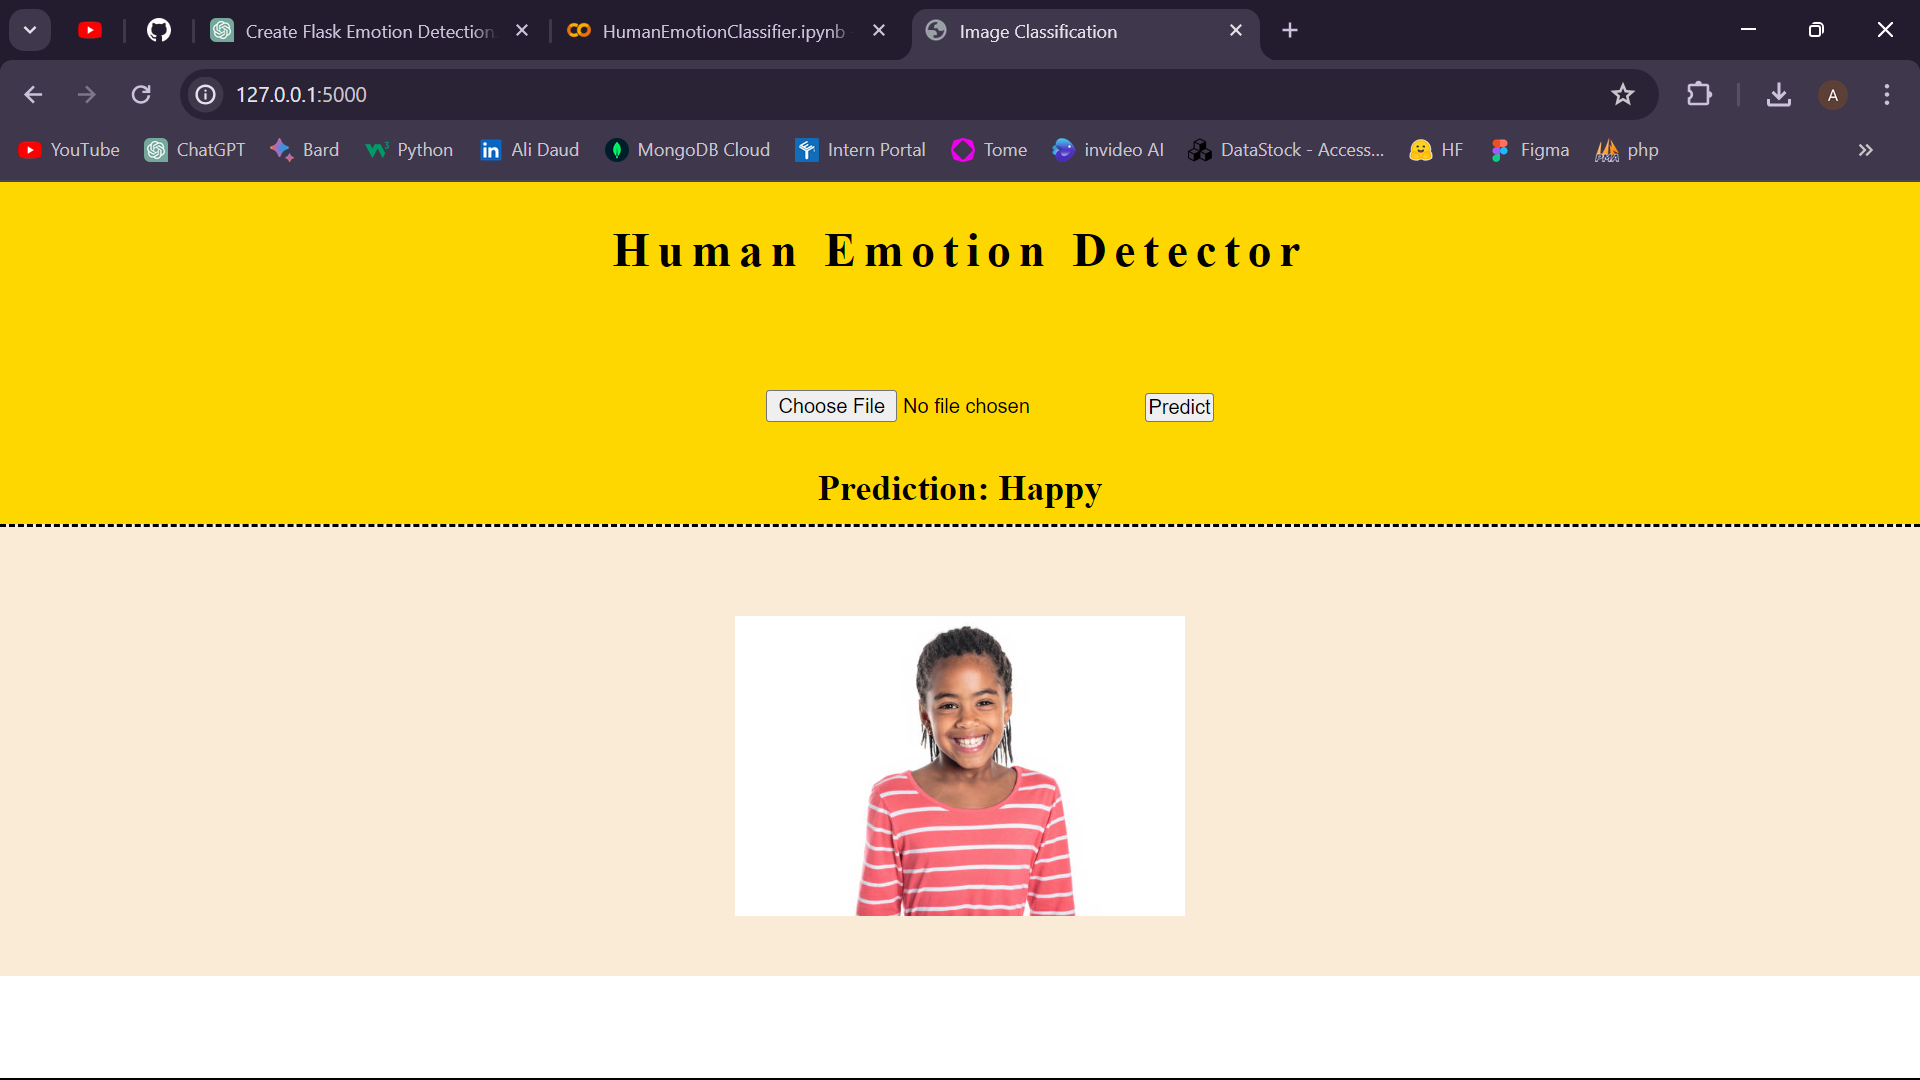 Create Flask Emotion Detection
HumanEmotionClassifier.ipynb
Image Classification
127.0.0.1:5000
A
YouTube
ChatGPT
Bard
Python
Ali Daud
MongoDB Cloud
Intern Portal
Tome
invideo AI
DataStock - Access...
HF
Figma
php
Human Emotion Detector
Choose File No file chosen
Predict
Prediction: Happy